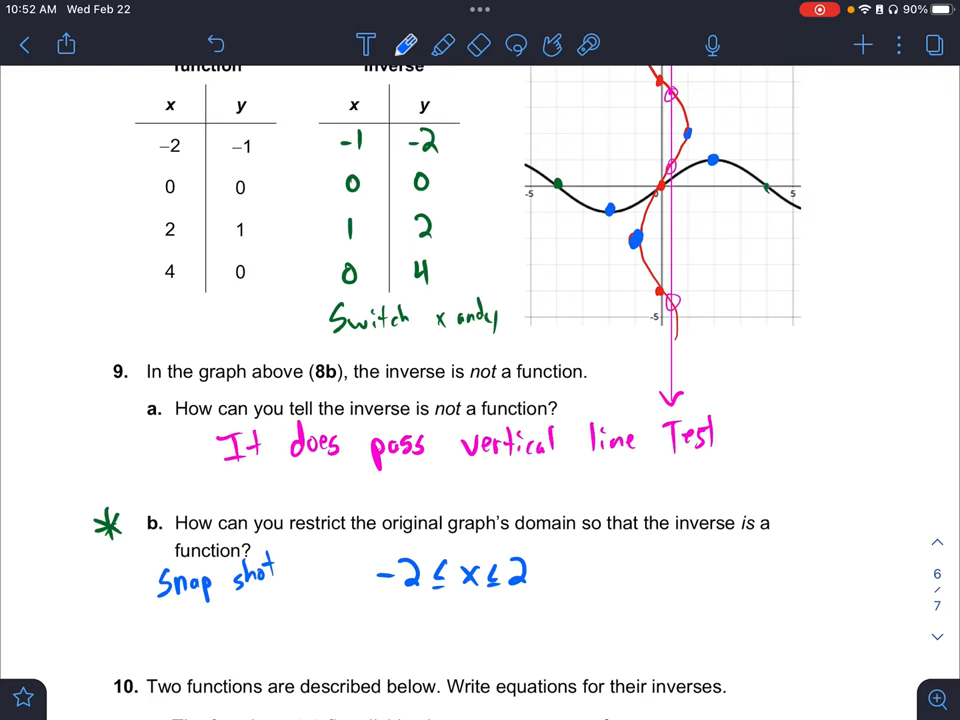 10:52 AM Wed Feb 22
90%
function inverse
x y x y
−2 −1 -1 -2
0 0 0 0
2 1 1 2
4 0 0 4
Switch x and y
-5 0 5
-5
9. In the graph above (8b), the inverse is not a function.
a. How can you tell the inverse is not a function?
It does pass vertical line Test
b. How can you restrict the original graph's domain so that the inverse is a
function?
Snap shot -2 ≤ x ≤ 2
6
/
7
10. Two functions are described below. Write equations for their inverses.